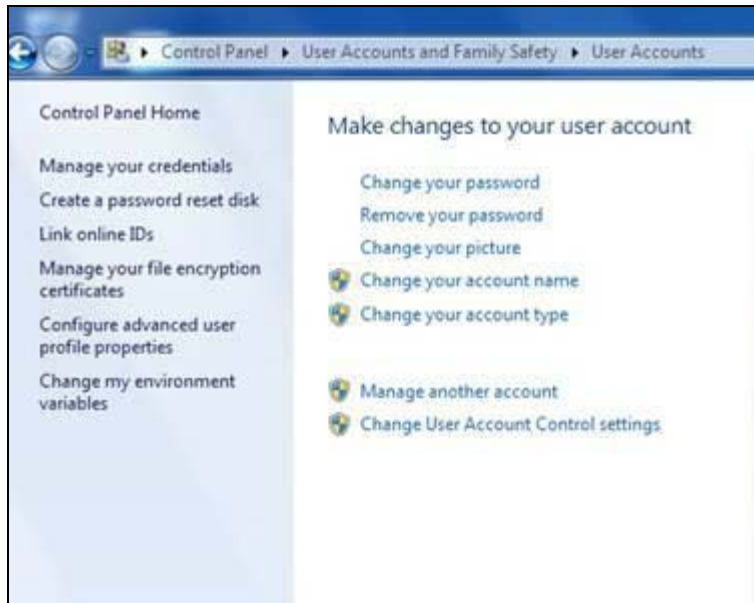 Control Panel ▸ User Accounts and Family Safety ▸ User Accounts
Control Panel Home
Manage your credentials
Create a password reset disk
Link online IDs
Manage your file encryption
certificates
Configure advanced user
profile properties
Change my environment
variables
Make changes to your user account
Change your password
Remove your password
Change your picture
Change your account name
Change your account type
Manage another account
Change User Account Control settings